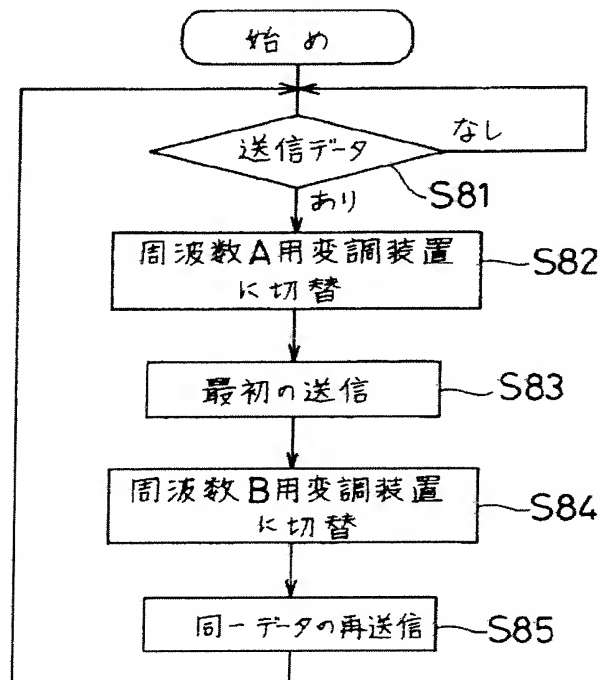 始め
送信データ
なし
あり
S81
周波数A用変調装置
に切替
S82
最初の送信
S83
周波数B用変調装置
に切替
S84
同一データの再送信
S85